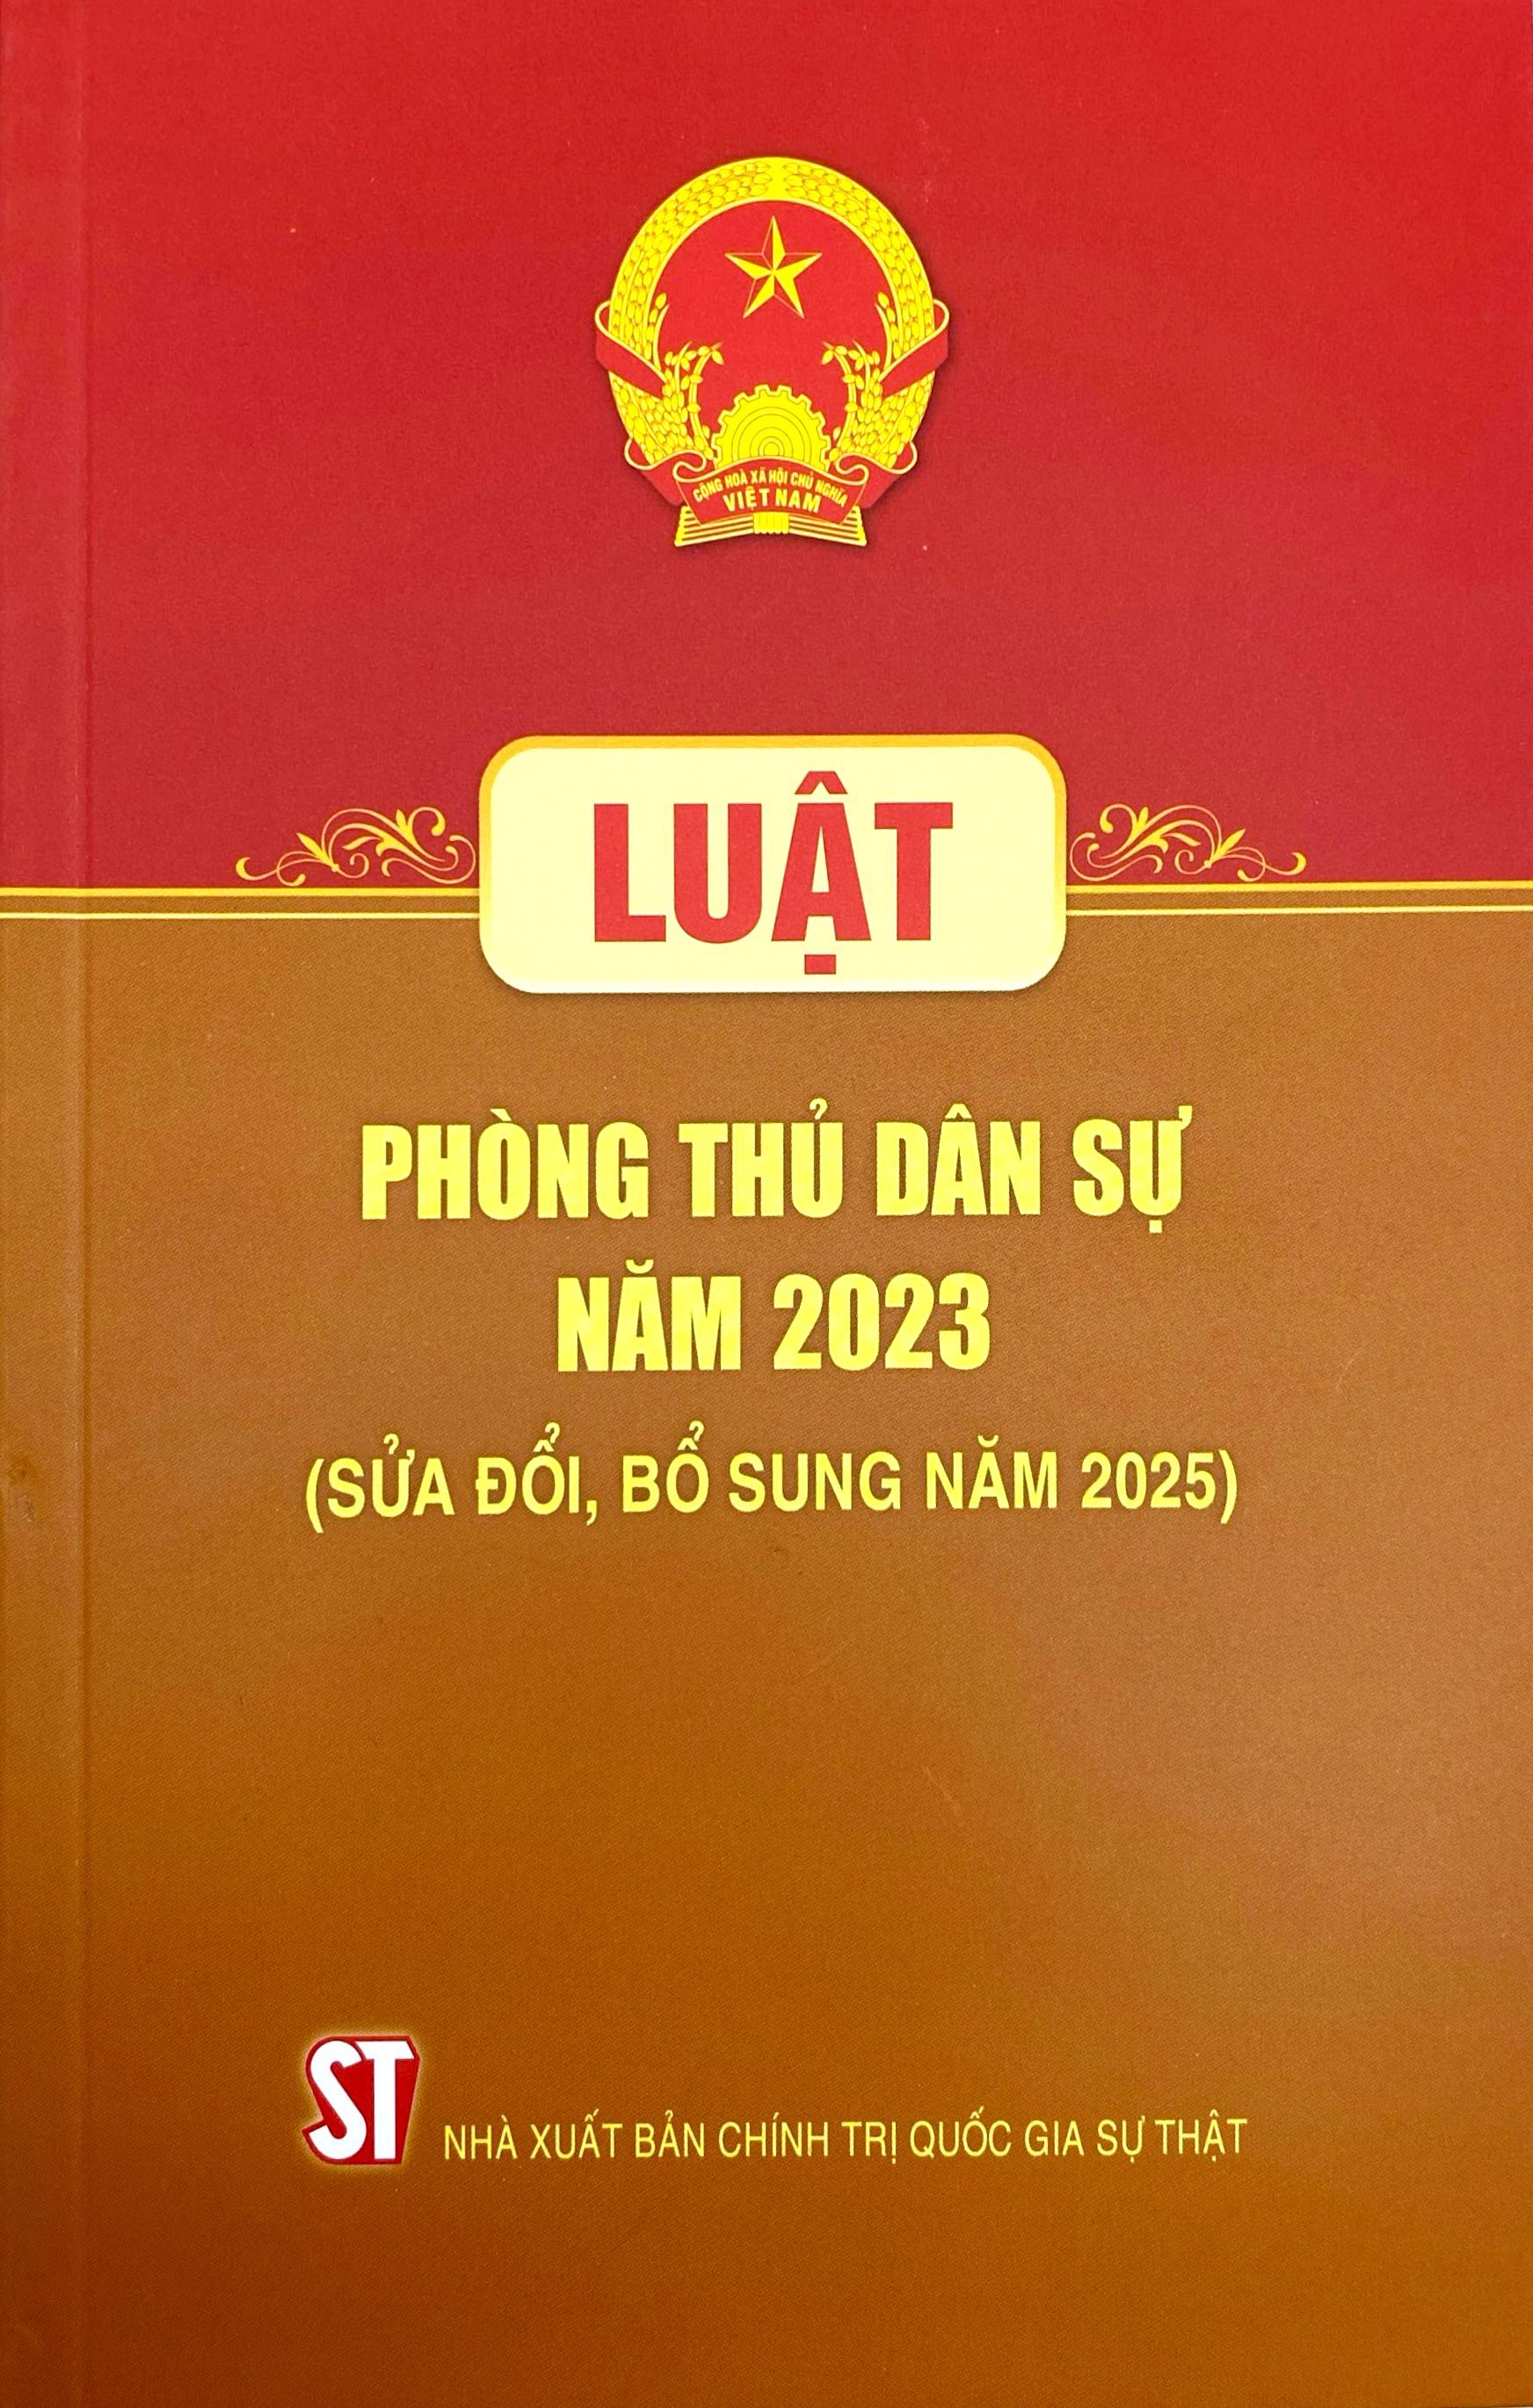 CỘNG HOÀ XÃ HỘI CHỦ NGHĨA
VIỆT NAM
LUẬT
PHÒNG THỦ DÂN SỰ
NĂM 2023
(SỬA ĐỔI, BỔ SUNG NĂM 2025)
ST
NHÀ XUẤT BẢN CHÍNH TRỊ QUỐC GIA SỰ THẬT